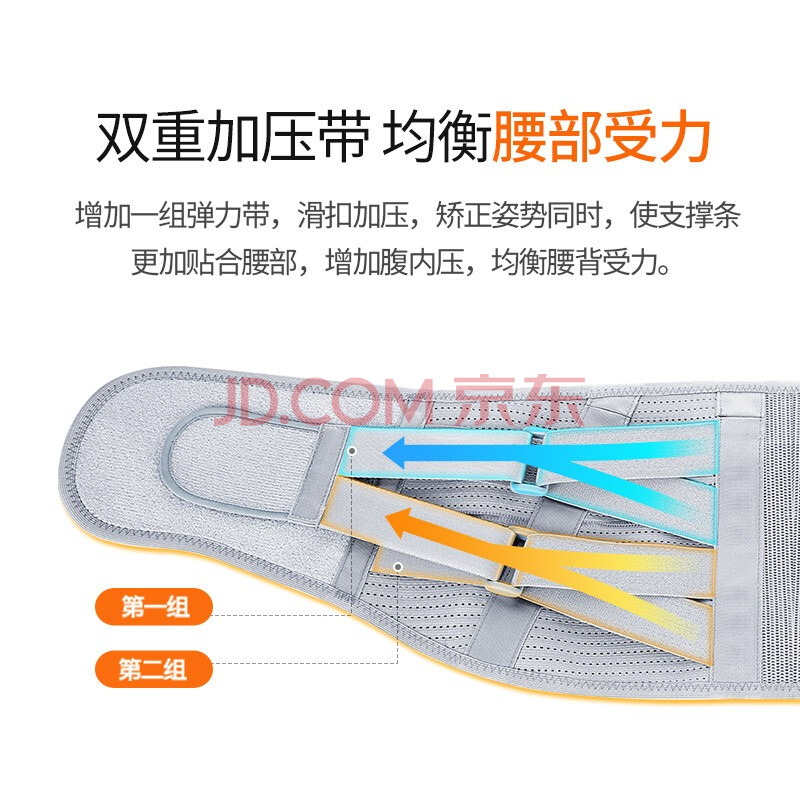 双重加压带 均衡腰部受力
增加一组弹力带，滑扣加压，矫正姿势同时，使支撑条
更加贴合腰部，增加腹内压，均衡腰背受力。
JD.COM 京东
第一组
第二组